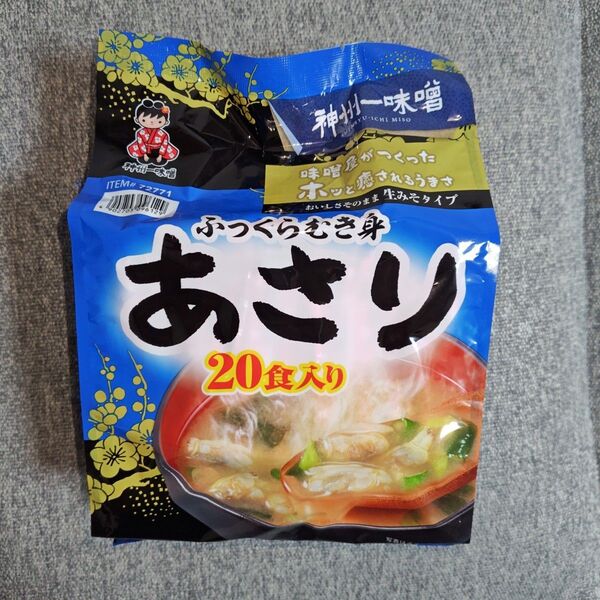 神州一味噌
SHINSYU-ICHI MISO
神州一味噌
味噌屋がつくった
ホッと癒されるうまさ
おいしさそのまま 生みそタイプ
ITEM# 72771
ふっくらむき身
あさり
20食入り